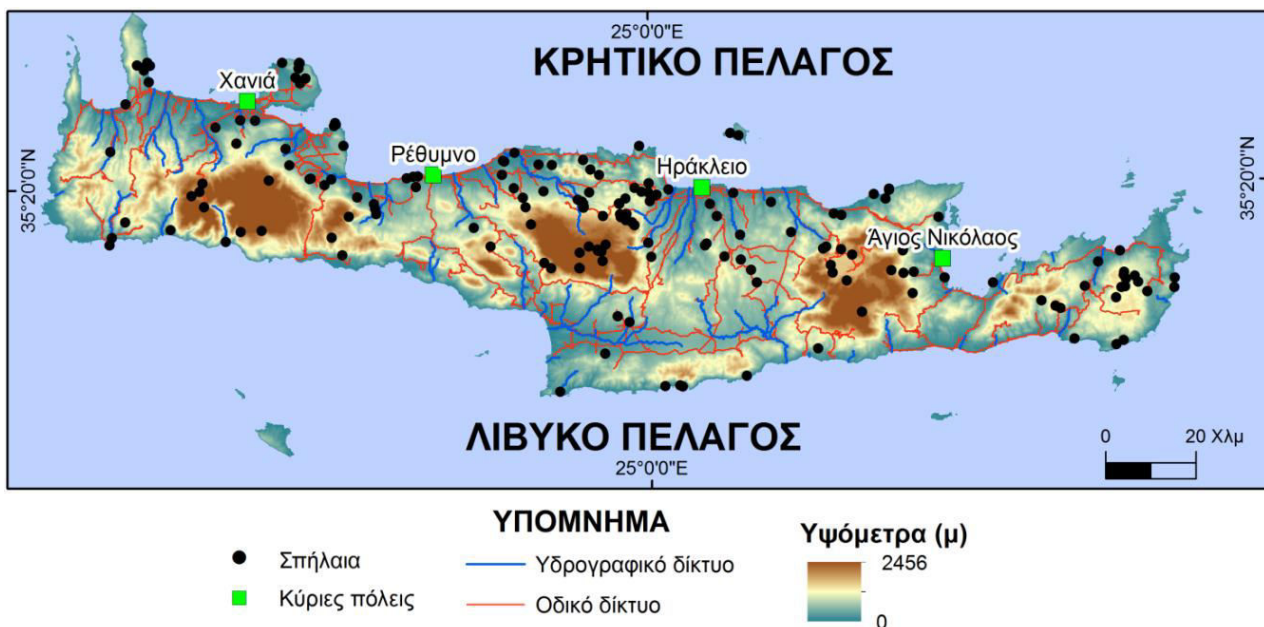 25°0'0"E
ΚΡΗΤΙΚΟ ΠΕΛΑΓΟΣ
Χανιά
Ρέθυμνο
Ηράκλειο
35°20'0"N
35°20'0"N
Άγιος Νικόλαος
ΛΙΒΥΚΟ ΠΕΛΑΓΟΣ
0 20 Χλμ
25°0'0"E
ΥΠΟΜΝΗΜΑ
Υψόμετρα (μ)
Σπήλαια
Υδρογραφικό δίκτυο
2456
Κύριες πόλεις
Οδικό δίκτυο
0